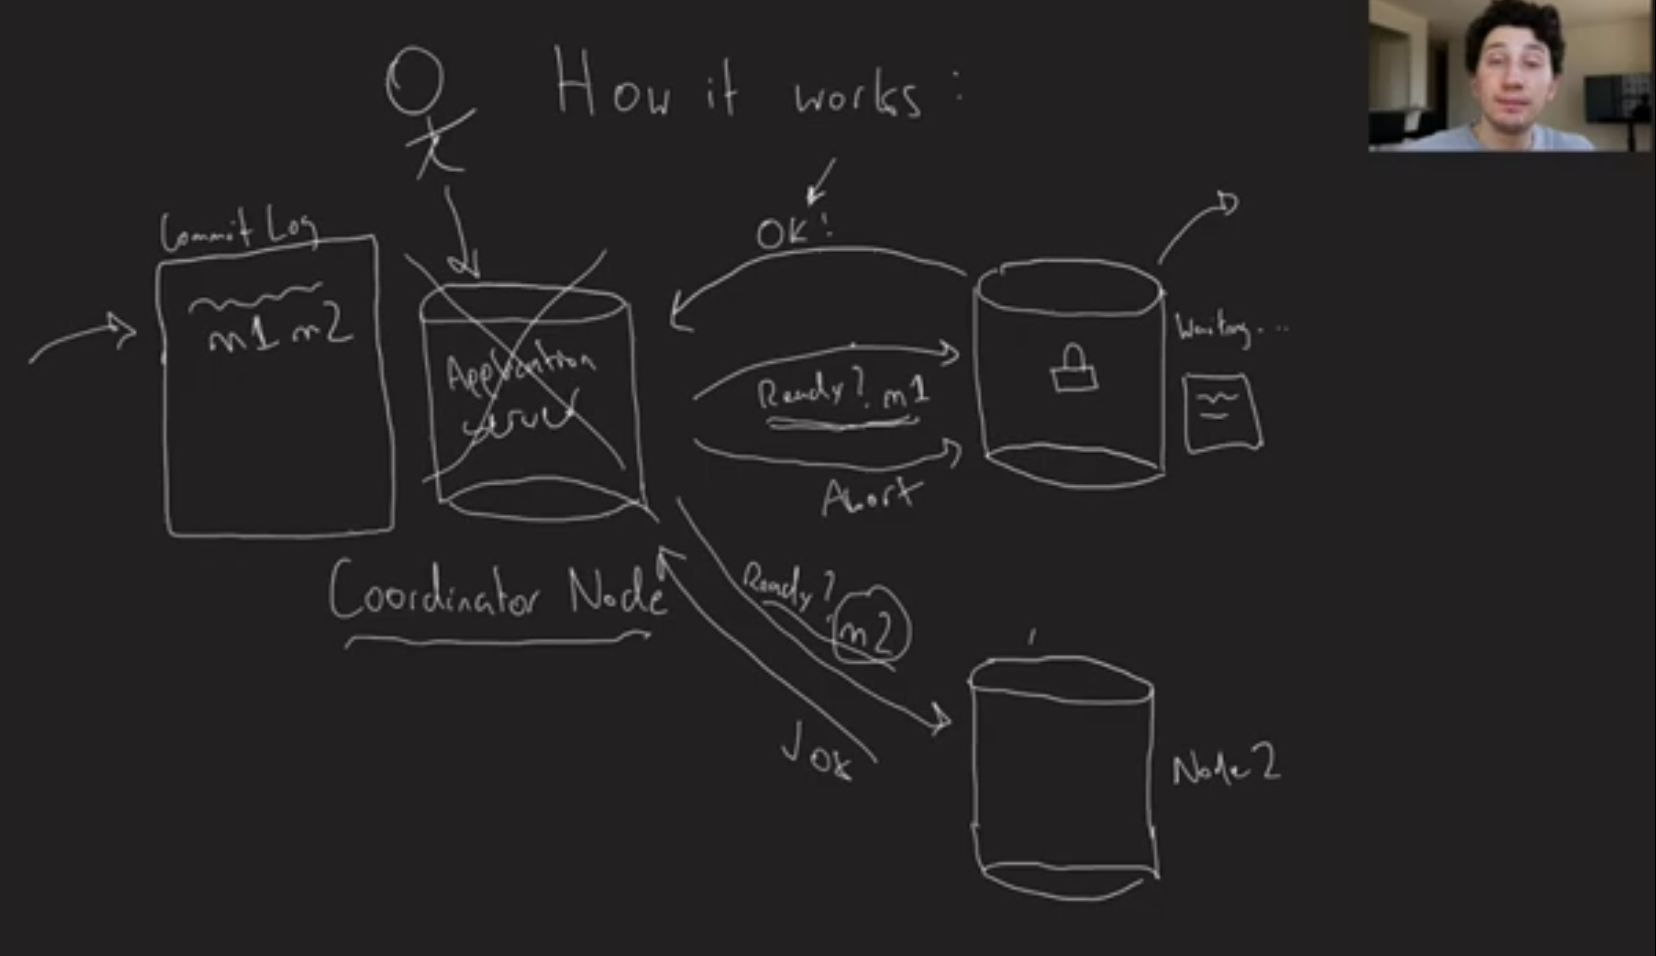 How it works:
Commit Log
m1 m2
Application
server
Coordinator Node
OK!
Ready? m1
Abort
Waiting...
Ready?
m2
√ ok
Node 2